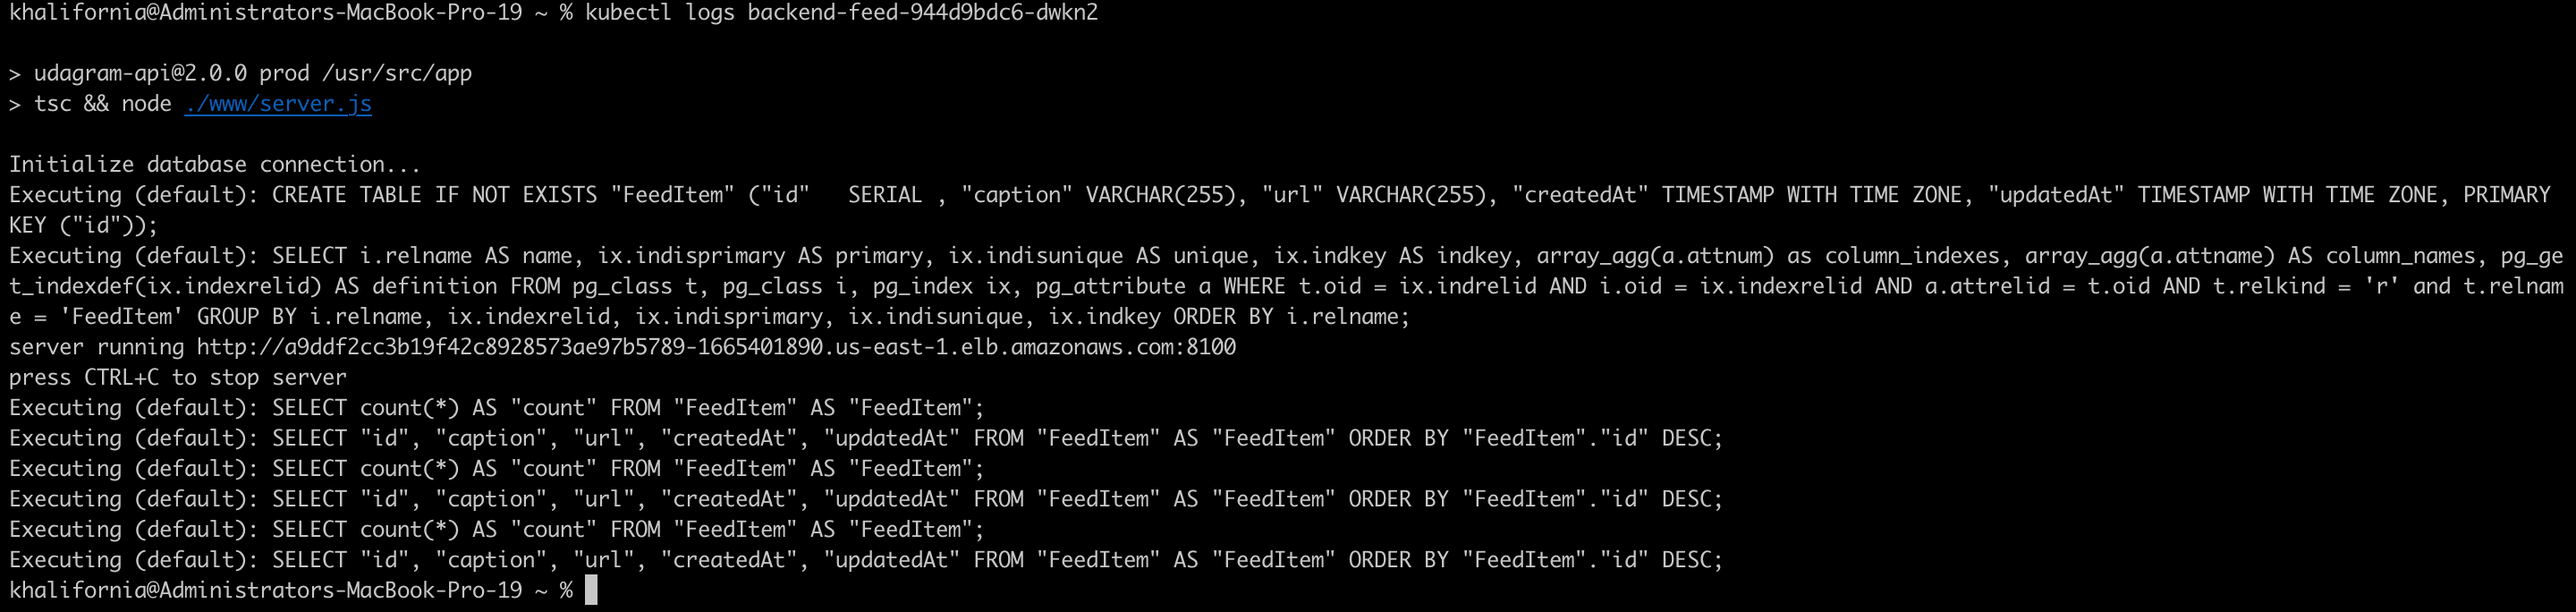 khalifornia@Administrators-MacBook-Pro-19 ~ % kubectl logs backend-feed-944d9bdc6-dwkn2
> udagram-api@2.0.0 prod /usr/src/app
> tsc && node ./www/server.js
Initialize database connection...
Executing (default): CREATE TABLE IF NOT EXISTS "FeedItem" ("id"   SERIAL , "caption" VARCHAR(255), "url" VARCHAR(255), "createdAt" TIMESTAMP WITH TIME ZONE, "updatedAt" TIMESTAMP WITH TIME ZONE, PRIMARY
KEY ("id"));
Executing (default): SELECT i.relname AS name, ix.indisprimary AS primary, ix.indisunique AS unique, ix.indkey AS indkey, array_agg(a.attnum) as column_indexes, array_agg(a.attname) AS column_names, pg_ge
t_indexdef(ix.indexrelid) AS definition FROM pg_class t, pg_class i, pg_index ix, pg_attribute a WHERE t.oid = ix.indrelid AND i.oid = ix.indexrelid AND a.attrelid = t.oid AND t.relkind = 'r' and t.relnam
e = 'FeedItem' GROUP BY i.relname, ix.indexrelid, ix.indisprimary, ix.indisunique, ix.indkey ORDER BY i.relname;
server running http://a9ddf2cc3b19f42c8928573ae97b5789-1665401890.us-east-1.elb.amazonaws.com:8100
press CTRL+C to stop server
Executing (default): SELECT count(*) AS "count" FROM "FeedItem" AS "FeedItem";
Executing (default): SELECT "id", "caption", "url", "createdAt", "updatedAt" FROM "FeedItem" AS "FeedItem" ORDER BY "FeedItem"."id" DESC;
Executing (default): SELECT count(*) AS "count" FROM "FeedItem" AS "FeedItem";
Executing (default): SELECT "id", "caption", "url", "createdAt", "updatedAt" FROM "FeedItem" AS "FeedItem" ORDER BY "FeedItem"."id" DESC;
Executing (default): SELECT count(*) AS "count" FROM "FeedItem" AS "FeedItem";
Executing (default): SELECT "id", "caption", "url", "createdAt", "updatedAt" FROM "FeedItem" AS "FeedItem" ORDER BY "FeedItem"."id" DESC;
khalifornia@Administrators-MacBook-Pro-19 ~ %